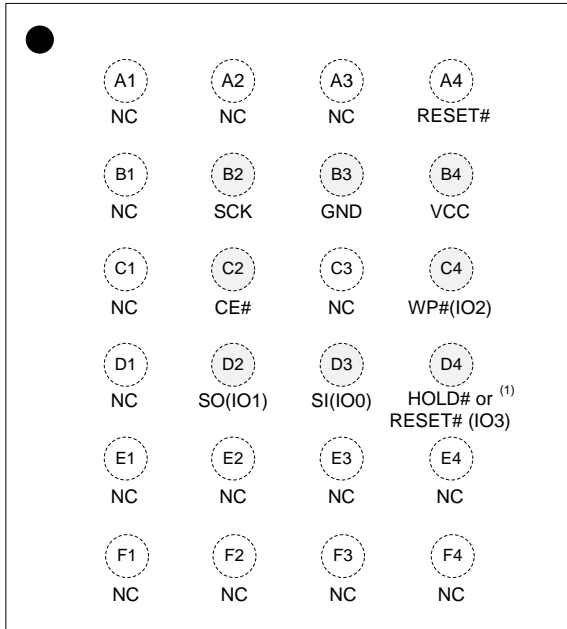 A1 A2 A3 A4
NC NC NC RESET#
B1 B2 B3 B4
NC SCK GND VCC
C1 C2 C3 C4
NC CE# NC WP#(IO2)
D1 D2 D3 D4
NC SO(IO1) SI(IO0) HOLD# or (1)
RESET# (IO3)
E1 E2 E3 E4
NC NC NC NC
F1 F2 F3 F4
NC NC NC NC